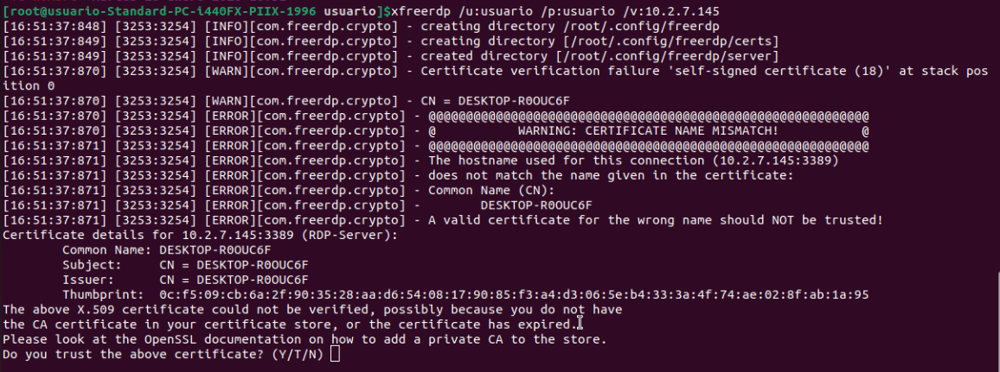 [root@usuario-Standard-PC-i440FX-PIIX-1996 usuario]$xfreerdp /u:usuario /p:usuario /v:10.2.7.145
[16:51:37:848] [3253:3254] [INFO][com.freerdp.crypto] - creating directory /root/.config/freerdp
[16:51:37:849] [3253:3254] [INFO][com.freerdp.crypto] - creating directory [/root/.config/freerdp/certs]
[16:51:37:849] [3253:3254] [INFO][com.freerdp.crypto] - created directory [/root/.config/freerdp/server]
[16:51:37:870] [3253:3254] [WARN][com.freerdp.crypto] - Certificate verification failure 'self-signed certificate (18)' at stack pos
ition 0
[16:51:37:870] [3253:3254] [WARN][com.freerdp.crypto] - CN = DESKTOP-R0OUC6F
[16:51:37:870] [3253:3254] [ERROR][com.freerdp.crypto] - @@@@@@@@@@@@@@@@@@@@@@@@@@@@@@@@@@@@@@@@@@@@@@@@@@@@@@@@@@@
[16:51:37:870] [3253:3254] [ERROR][com.freerdp.crypto] - @           WARNING: CERTIFICATE NAME MISMATCH!           @
[16:51:37:871] [3253:3254] [ERROR][com.freerdp.crypto] - @@@@@@@@@@@@@@@@@@@@@@@@@@@@@@@@@@@@@@@@@@@@@@@@@@@@@@@@@@@
[16:51:37:871] [3253:3254] [ERROR][com.freerdp.crypto] - The hostname used for this connection (10.2.7.145:3389)
[16:51:37:871] [3253:3254] [ERROR][com.freerdp.crypto] - does not match the name given in the certificate:
[16:51:37:871] [3253:3254] [ERROR][com.freerdp.crypto] - Common Name (CN):
[16:51:37:871] [3253:3254] [ERROR][com.freerdp.crypto] -        DESKTOP-R0OUC6F
[16:51:37:871] [3253:3254] [ERROR][com.freerdp.crypto] - A valid certificate for the wrong name should NOT be trusted!
Certificate details for 10.2.7.145:3389 (RDP-Server):
        Common Name: DESKTOP-R0OUC6F
        Subject:     CN = DESKTOP-R0OUC6F
        Issuer:      CN = DESKTOP-R0OUC6F
        Thumbprint:  0c:f5:09:cb:6a:2f:90:35:28:aa:d6:54:08:17:90:85:f3:a4:d3:06:5e:b4:33:3a:4f:74:ae:02:8f:ab:1a:95
The above X.509 certificate could not be verified, possibly because you do not have
the CA certificate in your certificate store, or the certificate has expired.
Please look at the OpenSSL documentation on how to add a private CA to the store.
Do you trust the above certificate? (Y/T/N)